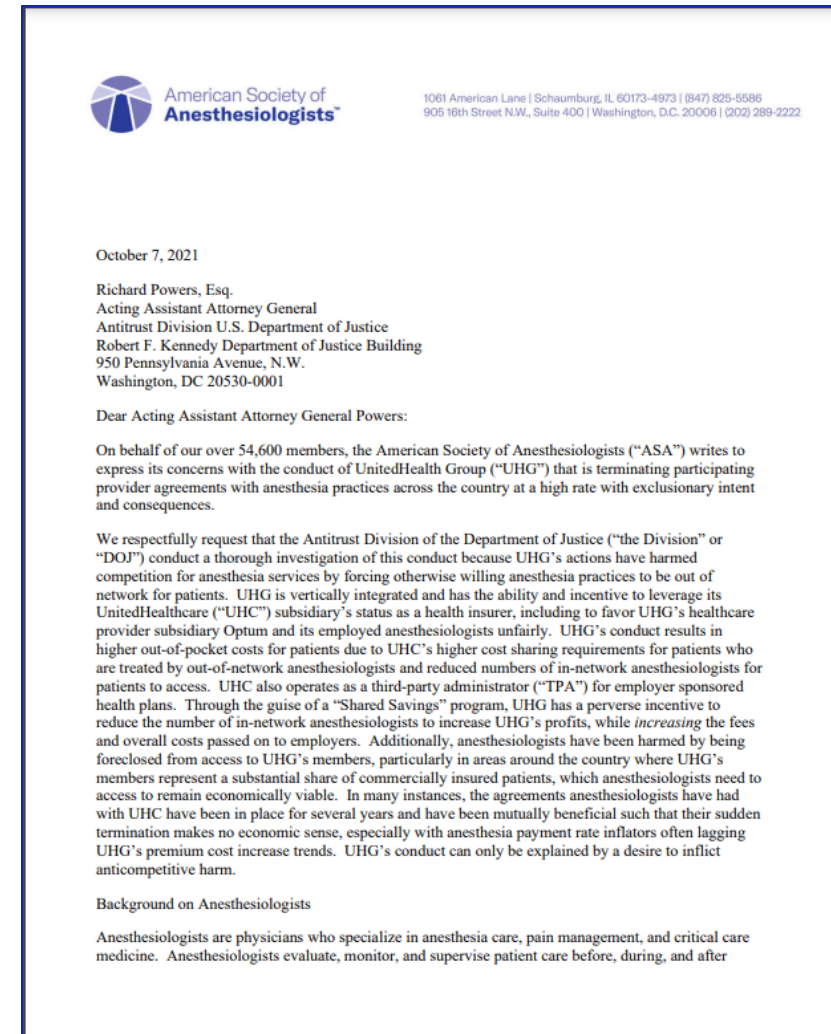 American Society of
Anesthesiologists™
1061 American Lane | Schaumburg, IL 60173-4973 | (847) 825-5586
905 16th Street N.W., Suite 400 | Washington, D.C. 20006 | (202) 289-2222
October 7, 2021
Richard Powers, Esq.
Acting Assistant Attorney General
Antitrust Division U.S. Department of Justice
Robert F. Kennedy Department of Justice Building
950 Pennsylvania Avenue, N.W.
Washington, DC 20530-0001
Dear Acting Assistant Attorney General Powers:
On behalf of our over 54,600 members, the American Society of Anesthesiologists (“ASA”) writes to
express its concerns with the conduct of UnitedHealth Group (“UHG”) that is terminating participating
provider agreements with anesthesia practices across the country at a high rate with exclusionary intent
and consequences.
We respectfully request that the Antitrust Division of the Department of Justice (“the Division” or
“DOJ”) conduct a thorough investigation of this conduct because UHG’s actions have harmed
competition for anesthesia services by forcing otherwise willing anesthesia practices to be out of
network for patients. UHG is vertically integrated and has the ability and incentive to leverage its
UnitedHealthcare (“UHC”) subsidiary’s status as a health insurer, including to favor UHG’s healthcare
provider subsidiary Optum and its employed anesthesiologists unfairly. UHG’s conduct results in
higher out-of-pocket costs for patients due to UHC’s higher cost sharing requirements for patients who
are treated by out-of-network anesthesiologists and reduced numbers of in-network anesthesiologists for
patients to access. UHC also operates as a third-party administrator (“TPA”) for employer sponsored
health plans. Through the guise of a “Shared Savings” program, UHG has a perverse incentive to
reduce the number of in-network anesthesiologists to increase UHG’s profits, while increasing the fees
and overall costs passed on to employers. Additionally, anesthesiologists have been harmed by being
foreclosed from access to UHG’s members, particularly in areas around the country where UHG’s
members represent a substantial share of commercially insured patients, which anesthesiologists need to
access to remain economically viable. In many instances, the agreements anesthesiologists have had
with UHC have been in place for several years and have been mutually beneficial such that their sudden
termination makes no economic sense, especially with anesthesia payment rate inflators often lagging
UHG’s premium cost increase trends. UHG’s conduct can only be explained by a desire to inflict
anticompetitive harm.
Background on Anesthesiologists
Anesthesiologists are physicians who specialize in anesthesia care, pain management, and critical care
medicine. Anesthesiologists evaluate, monitor, and supervise patient care before, during, and after